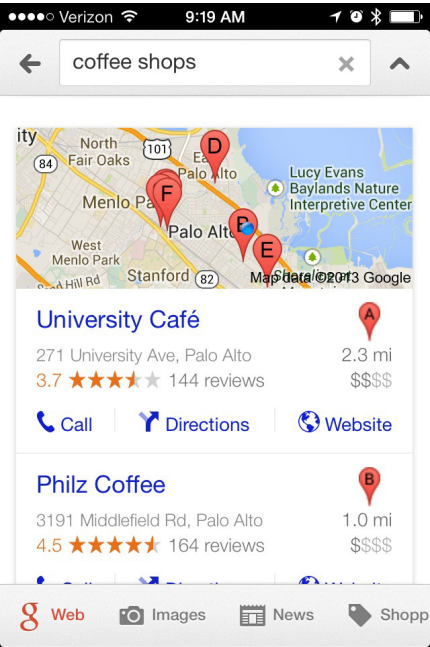 Verizon 9:19 AM
coffee shops
ity
North Fair Oaks
101
D
84
Palo Alto
Lucy Evans Baylands Nature Interpretive Center
F
Menlo
Palo Alto
B
E
West Menlo Park
Stanford
82
Map data ©2013 Google
University Café
A
271 University Ave, Palo Alto
2.3 mi
3.7 144 reviews
$$$$
Call Directions Website
Philz Coffee
B
3191 Middlefield Rd, Palo Alto
1.0 mi
4.5 164 reviews
$$$$
g Web Images News Shopp